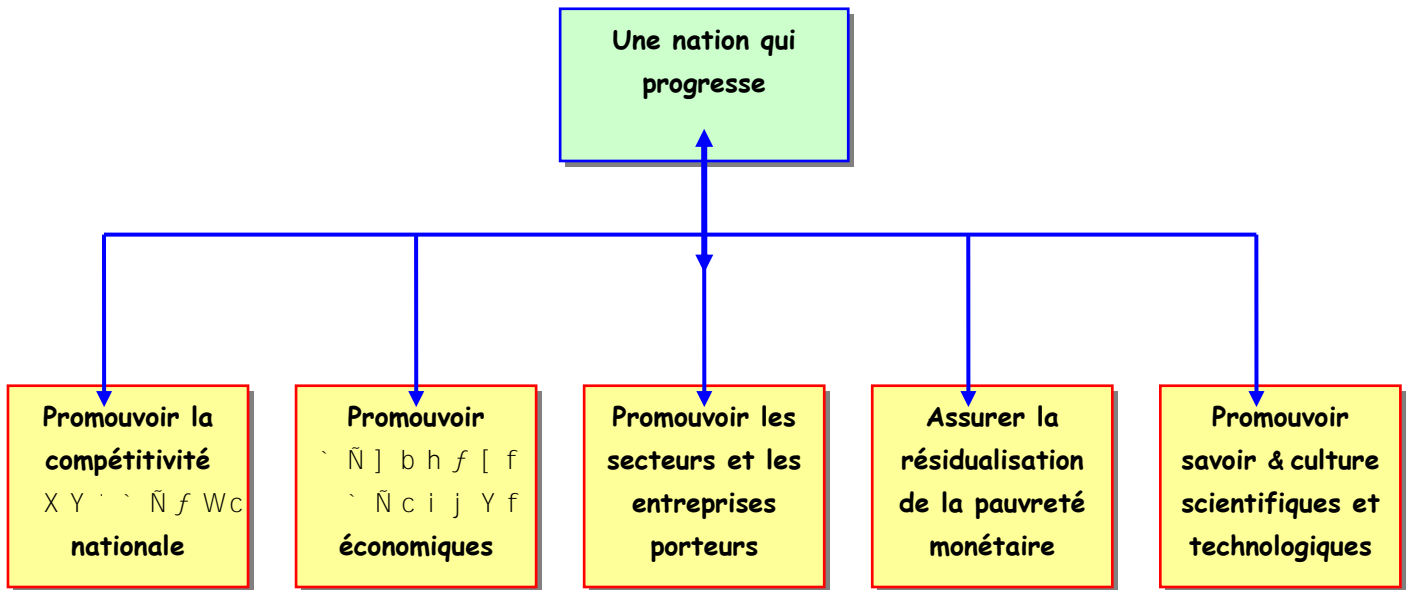 Une nation qui
progresse
Promouvoir la
compétitivité
nationale
Promouvoir
économiques
Promouvoir les
secteurs et les
entreprises
porteurs
Assurer la
résidualisation
de la pauvreté
monétaire
Promouvoir
savoir & culture
scientifiques et
technologiques